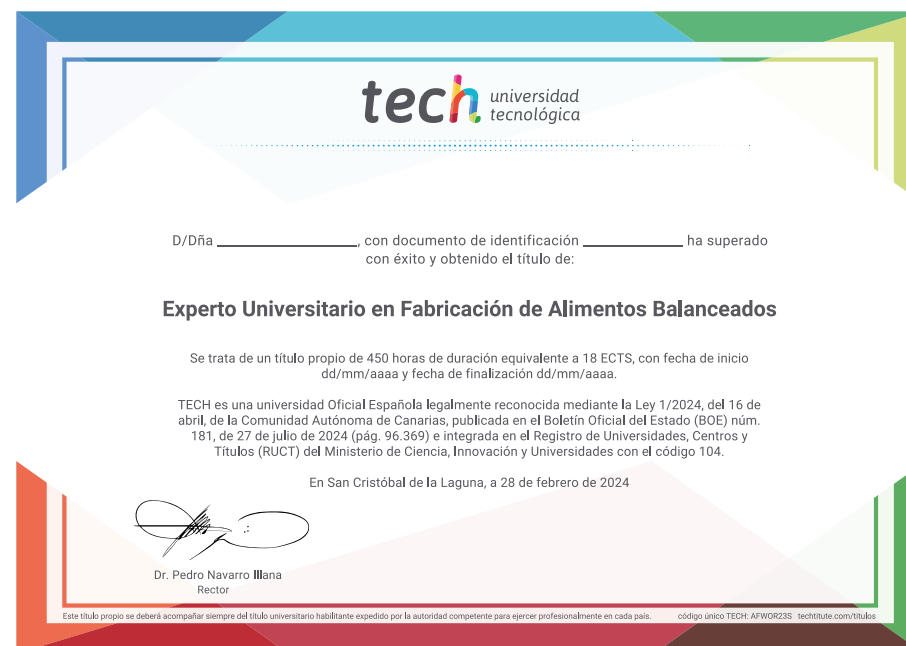 tech universidad
tecnológica
D/Dña ____________________, con documento de identificación ______________ ha superado
con éxito y obtenido el título de:
Experto Universitario en Fabricación de Alimentos Balanceados
Se trata de un título propio de 450 horas de duración equivalente a 18 ECTS, con fecha de inicio
dd/mm/aaaa y fecha de finalización dd/mm/aaaa.
TECH es una universidad Oficial Española legalmente reconocida mediante la Ley 1/2024, del 16 de
abril, de la Comunidad Autónoma de Canarias, publicada en el Boletín Oficial del Estado (BOE) núm.
181, de 27 de julio de 2024 (pág. 96.369) e integrada en el Registro de Universidades, Centros y
Títulos (RUCT) del Ministerio de Ciencia, Innovación y Universidades con el código 104.
En San Cristóbal de la Laguna, a 28 de febrero de 2024
Dr. Pedro Navarro Illana
Rector
Este título propio se deberá acompañar siempre del título universitario habilitante expedido por la autoridad competente para ejercer profesionalmente en cada país. código único TECH: AFWOR23S techtitute.com/titulos